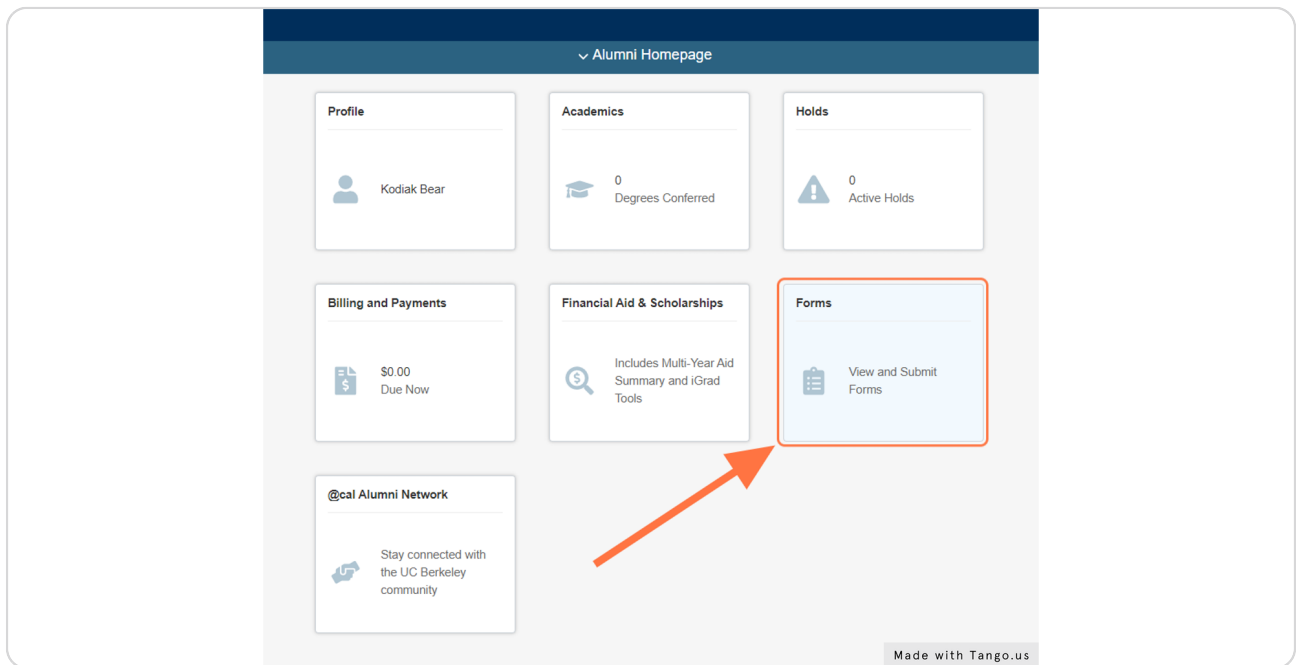 Alumni Homepage
Profile
Kodiak Bear
Academics
0
Degrees Conferred
Holds
0
Active Holds
Billing and Payments
$0.00
Due Now
Financial Aid & Scholarships
Includes Multi-Year Aid
Summary and iGrad
Tools
Forms
View and Submit
Forms
@cal Alumni Network
Stay connected with
the UC Berkeley
community
Made with Tango.us